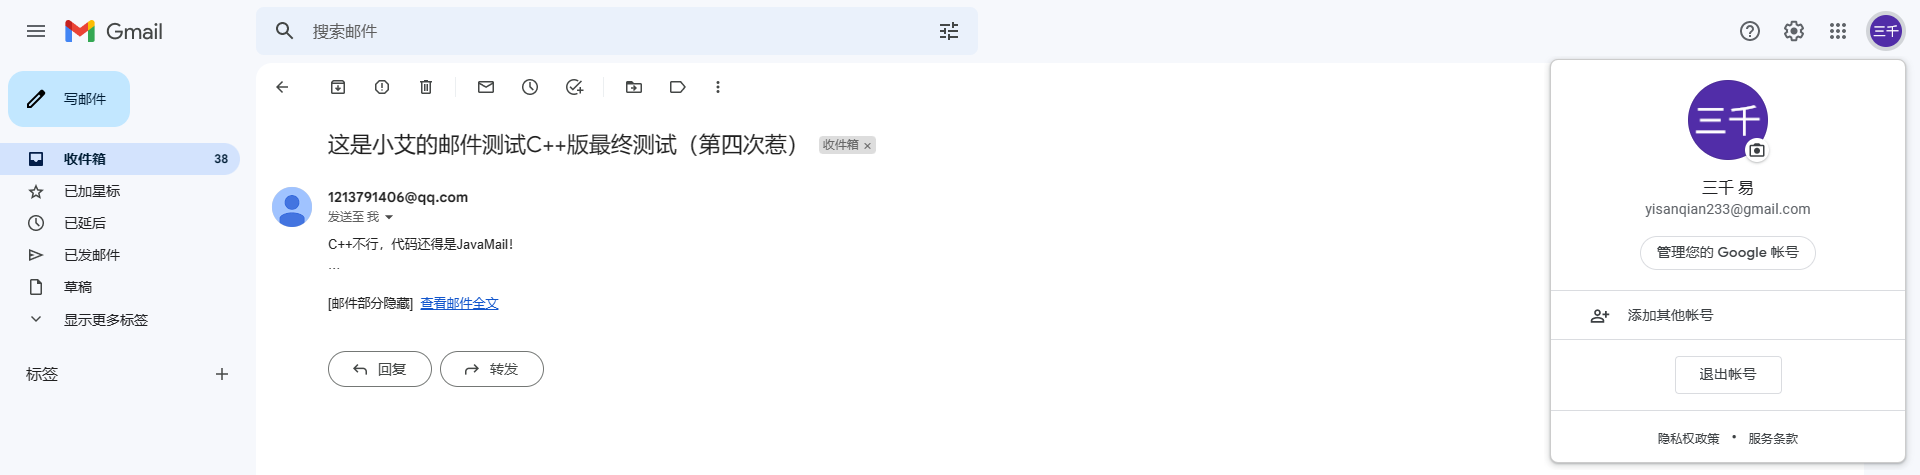 Gmail
搜索邮件
三千
写邮件
收件箱 38
已加星标
已延后
已发邮件
草稿
显示更多标签
标签
这是小艾的邮件测试C++版最终测试（第四次惹） 收件箱 ×
1213791406@qq.com
发送至 我
C++不行，代码还得是JavaMail！
...
[邮件部分隐藏] 查看邮件全文
回复 转发
三千
三千 易
yisanqian233@gmail.com
管理您的 Google 帐号
添加其他帐号
退出帐号
隐私权政策 • 服务条款